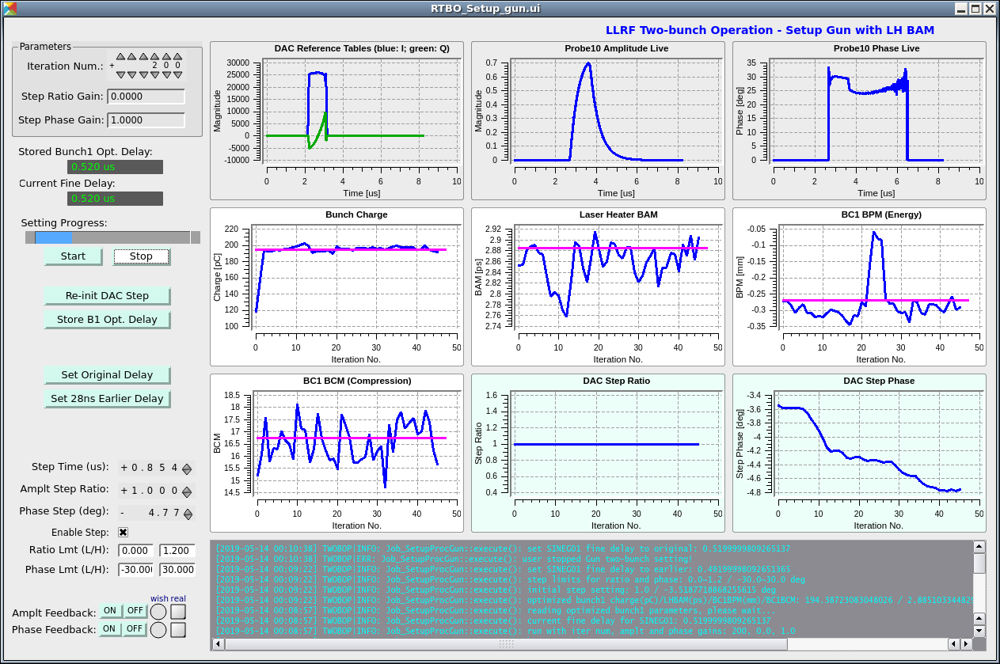 RTBO_Setup_gun.ui
LLRF Two-bunch Operation - Setup Gun with LH BAM
Parameters
Iteration Num.: + 2 0 0
Step Ratio Gain: 0.0000
Step Phase Gain: 1.0000
Stored Bunch1 Opt. Delay:
0.520 us
Current Fine Delay:
0.520 us
Setting Progress:
Start Stop
Re-init DAC Step
Store B1 Opt. Delay
Set Original Delay
Set 28ns Earlier Delay
Step Time (us): +0.854
Amplt Step Ratio: +1.000
Phase Step (deg): - 4.77
Enable Step:
Ratio Lmt (L/H): 0.000 1.200
Phase Lmt (L/H): -30.00 30.000
wish real
Amplt Feedback: ON OFF
Phase Feedback: ON OFF
DAC Reference Tables (blue: I; green: Q)
Magnitude
30000
25000
20000
15000
10000
5000
0
-5000
-10000
0 2 4 6 8 10
Time [us]
Probe10 Amplitude Live
Magnitude
0.7
0.6
0.5
0.4
0.3
0.2
0.1
0
0 2 4 6 8 10
Time [us]
Probe10 Phase Live
Phase [deg]
35
30
25
20
15
10
5
0
0 2 4 6 8 10
Time [us]
Bunch Charge
Charge [pC]
220
200
180
160
140
120
100
0 10 20 30 40 50
Iteration No.
Laser Heater BAM
BAM [ps]
2.92
2.9
2.88
2.86
2.84
2.82
2.8
2.78
2.76
2.74
0 10 20 30 40 50
Iteration No.
BC1 BPM (Energy)
BPM [mm]
-0.05
-0.1
-0.15
-0.2
-0.25
-0.3
-0.35
0 10 20 30 40 50
Iteration No.
BC1 BCM (Compression)
BCM
18.5
18
17.5
17
16.5
16
15.5
15
14.5
0 10 20 30 40 50
Iteration No.
DAC Step Ratio
Step Ratio
1.6
1.4
1.2
1
0.8
0.6
0.4
0 10 20 30 40 50
Iteration No.
DAC Step Phase
Step Phase [deg]
-3.4
-3.6
-3.8
-4
-4.2
-4.4
-4.6
-4.8
0 10 20 30 40 50
Iteration No.
[2019-05-14 00:10:38] TWOBOP|INFO: Job_SetupProcGun::execute(): set SINEG01 fine delay to original: 0.5199999809265137
[2019-05-14 00:10:38] TWOBOP|ERR: Job_SetupProcGun::execute(): user stopped Gun two-bunch setting!
[2019-05-14 00:09:22] TWOBOP|INFO: Job_SetupProcGun::execute(): set SINEG01 fine delay to earlier: 0.49199998092651365
[2019-05-14 00:09:22] TWOBOP|INFO: Job_SetupProcGun::execute(): step limits for ratio and phase: 0.0~1.2 / -30.0~30.0 deg
[2019-05-14 00:09:22] TWOBOP|INFO: Job_SetupProcGun::execute(): initial step setting: 1.0 / -3.5187718868255615 deg
[2019-05-14 00:09:22] TWOBOP|INFO: Job_SetupProcGun::execute(): optimized bunch1 charge(pC)/LHBAM(ps)/BC1BPM(mm)/BC1BCM: 194.38723083048026 / 2.8851033448
[2019-05-14 00:08:57] TWOBOP|INFO: Job_SetupProcGun::execute(): reading optimized bunch1 parameters, please wait...
[2019-05-14 00:08:57] TWOBOP|INFO: Job_SetupProcGun::execute(): current fine delay for SINEG01: 0.5199999809265137
[2019-05-14 00:08:57] TWOBOP|INFO: Job_SetupProcGun::execute(): run with iter num, amplt and phase gains: 200, 0.0, 1.0